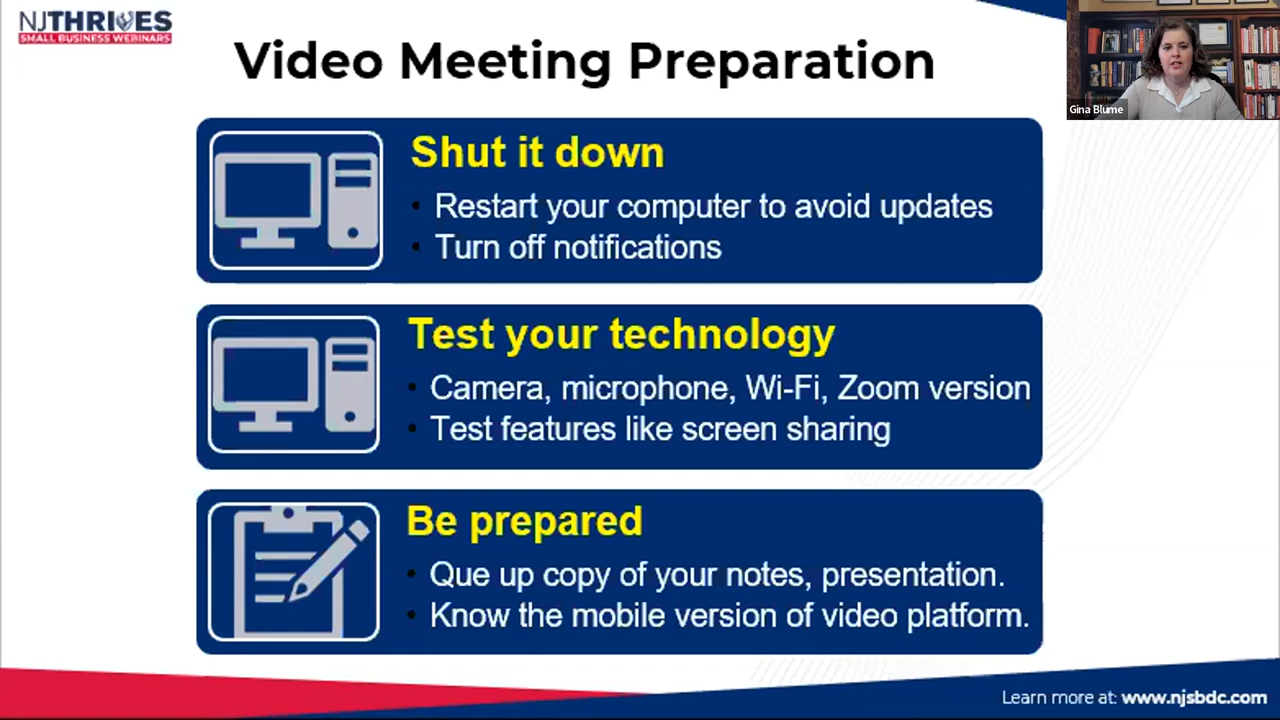 NJTHRIVES
SMALL BUSINESS WEBINARS
Video Meeting Preparation
Gina Blume
Shut it down
• Restart your computer to avoid updates
• Turn off notifications
Test your technology
• Camera, microphone, Wi-Fi, Zoom version
• Test features like screen sharing
Be prepared
• Que up copy of your notes, presentation.
• Know the mobile version of video platform.
Learn more at: www.njsbdc.com